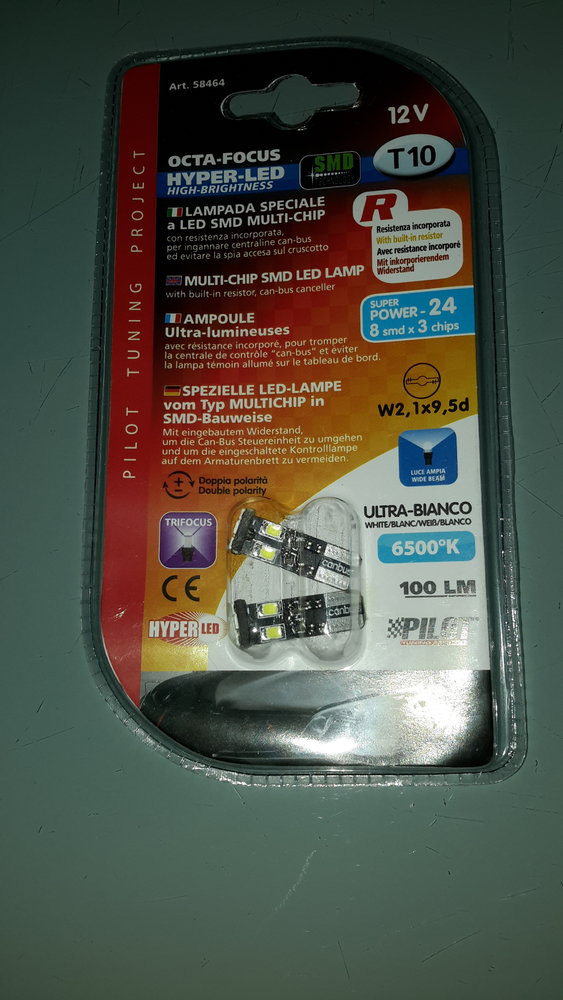 PILOT TUNING PROJECT
Art. 58464
12V
T10
OCTA-FOCUS
HYPER-LED
HIGH-BRIGHTNESS
SMD
LAMPADA SPECIALE
a LED SMD MULTI-CHIP
con resistenza incorporata,
per ingannare centraline can-bus
ed evitare la spia accesa sul cruscotto
R
Resistenza incorporata
With built-in resistor
Avec resistance incorporé
Mit inkorporierendem
Widerstand
MULTI-CHIP SMD LED LAMP
with built-in resistor, can-bus canceller
SUPER
POWER - 24
8 smd x 3 chips
AMPOULE
Ultra-lumineuses
avec résistance incorporé, pour tromper
la centrale de contrôle "can-bus" et éviter
la lampa témoin allumé sur le tableau de bord.
W2,1x9,5d
SPEZIELLE LED-LAMPE
vom Typ MULTICHIP in
SMD-Bauweise
Mit eingebautem Widerstand,
um die Can-Bus Steuereinheit zu umgehen
und um die eingeschaltete Kontrolllampe
auf dem Armaturenbrett zu vermeiden.
LUCE AMPIA
WIDE BEAM
Doppia polarità
Double polarity
TRIFOCUS
ULTRA-BIANCO
WHITE/BLANC/WEIß/BLANCO
6500°K
100 LM
CE
HYPER LED
canbus
canbu
PILOT